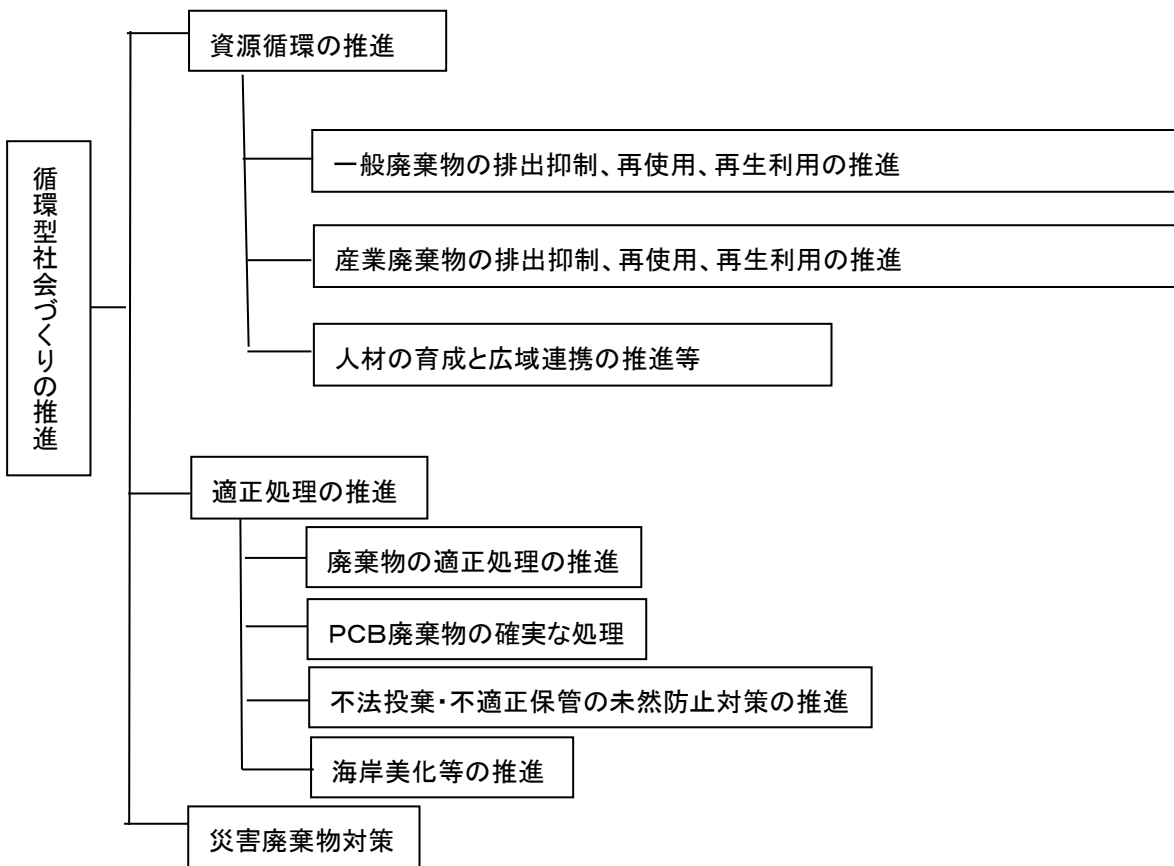 循環型社会づくりの推進
資源循環の推進
一般廃棄物の排出抑制、再使用、再生利用の推進
産業廃棄物の排出抑制、再使用、再生利用の推進
人材の育成と広域連携の推進等
適正処理の推進
廃棄物の適正処理の推進
PCB廃棄物の確実な処理
不法投棄・不適正保管の未然防止対策の推進
海岸美化等の推進
災害廃棄物対策